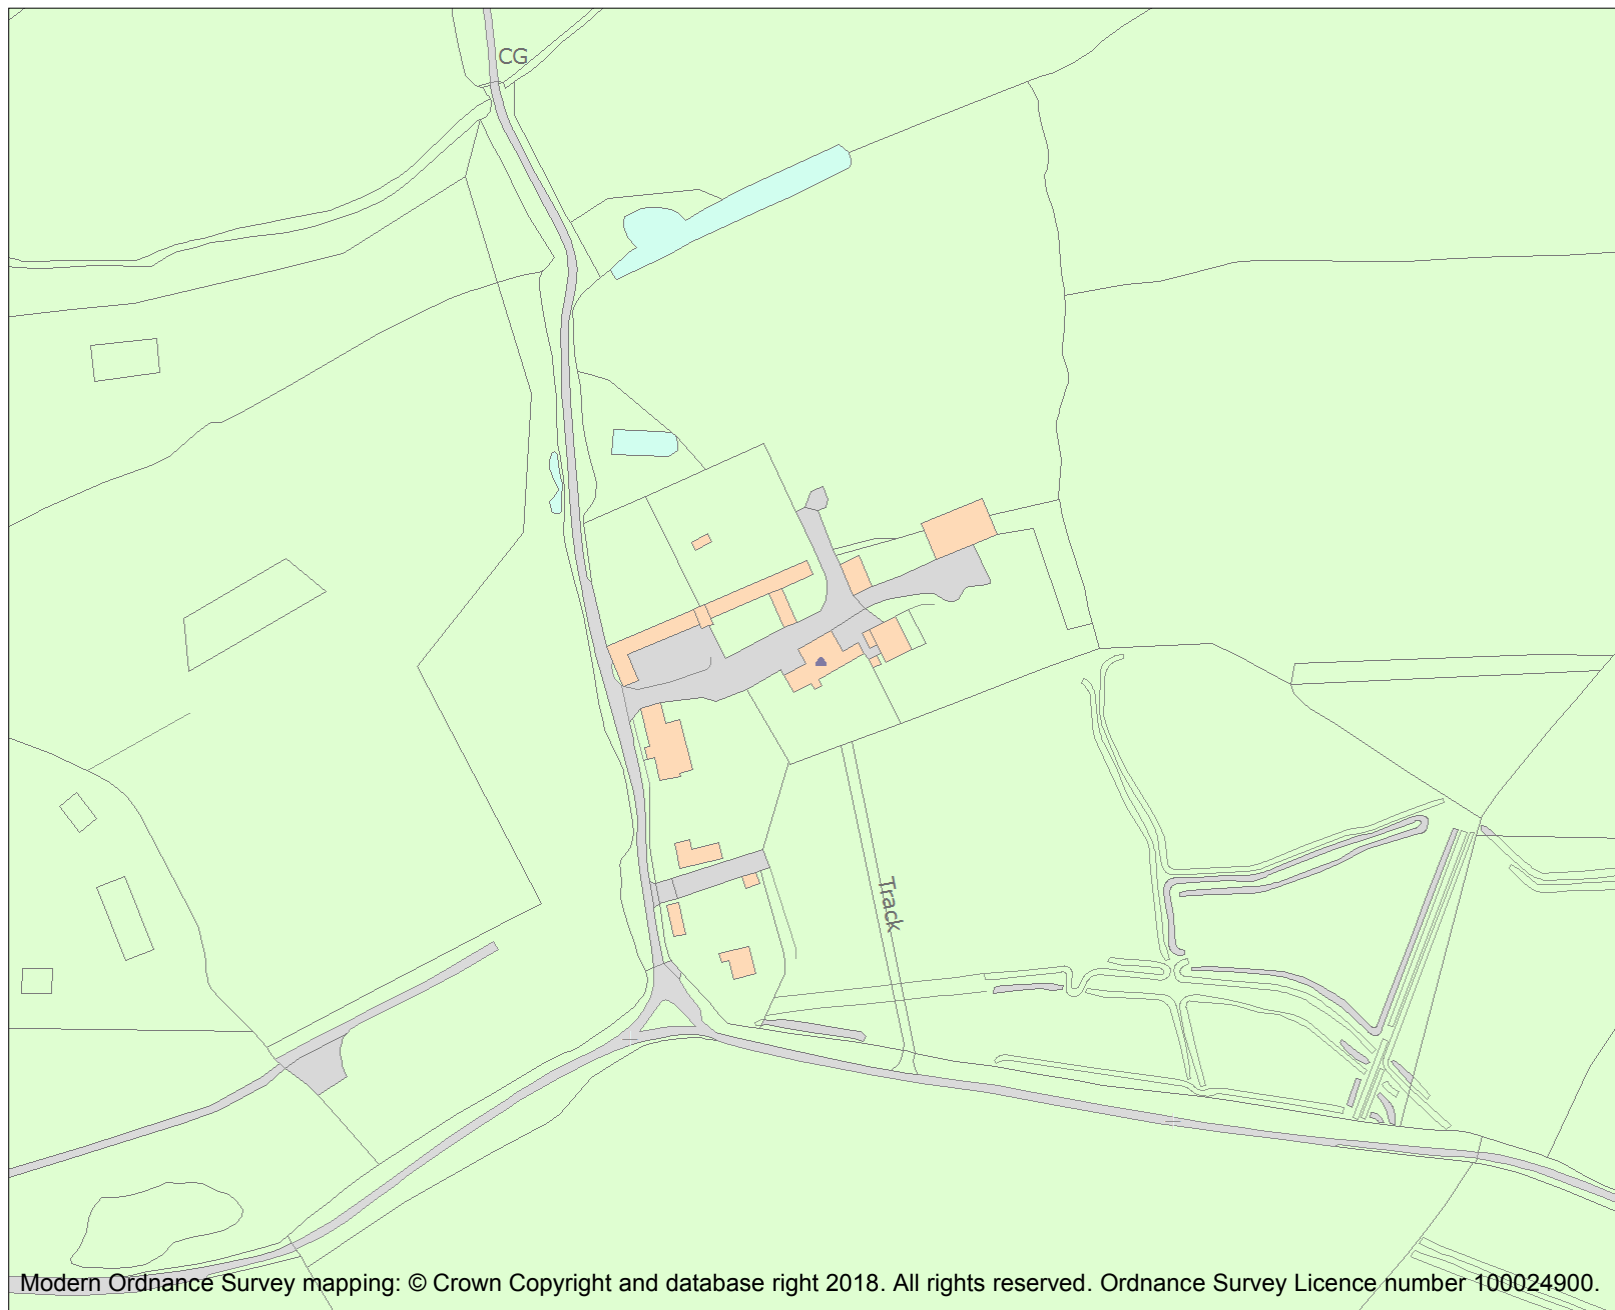 CG
Track
Modern Ordnance Survey mapping: © Crown Copyright and database right 2018. All rights reserved. Ordnance Survey Licence number 100024900.